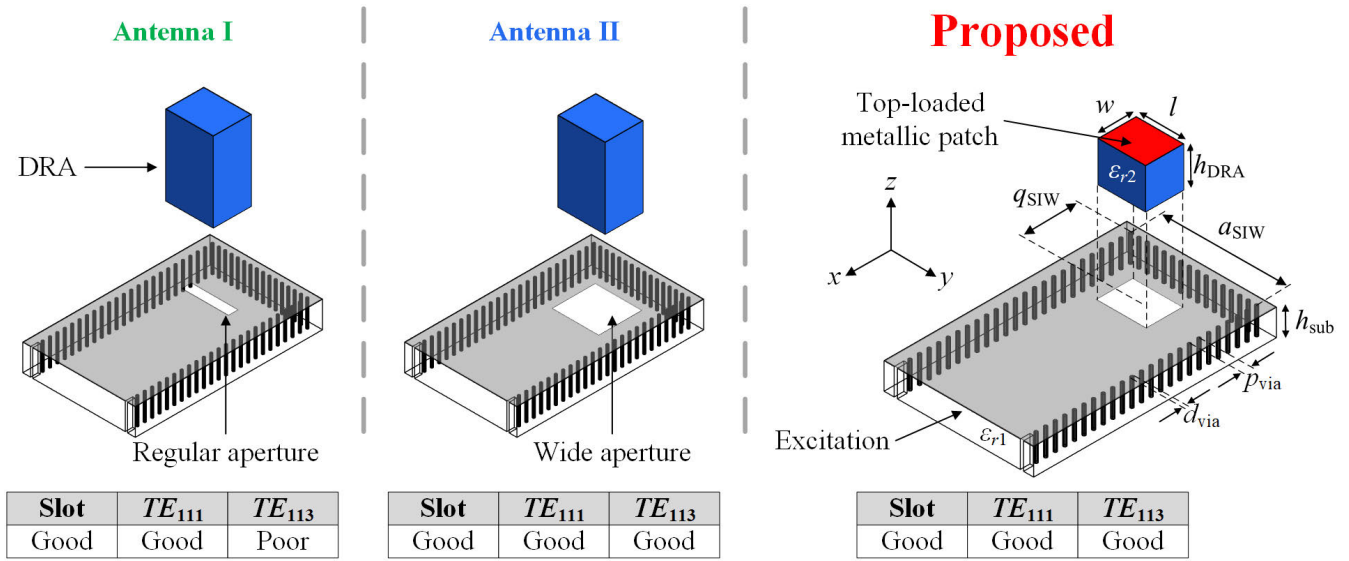 Antenna I
Antenna II
Proposed
DRA
Regular aperture
Wide aperture
Top-loaded
metallic patch
w
l
εr2
hDRA
z
x
y
qSIW
aSIW
hsub
pvia
dvia
Excitation
εr1
Slot TE111 TE113
Good Good Poor
Slot TE111 TE113
Good Good Good
Slot TE111 TE113
Good Good Good